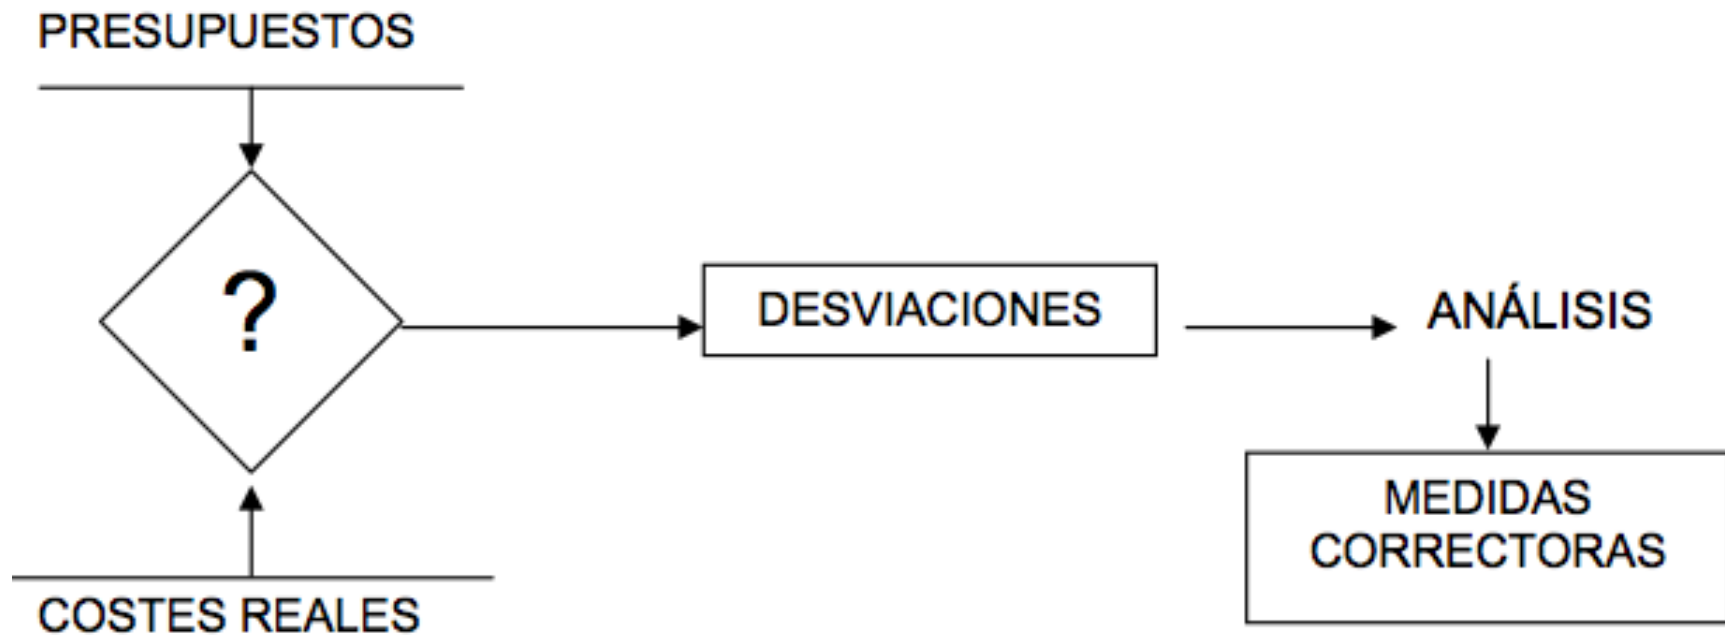 PRESUPUESTOS
?
DESVIACIONES
ANÁLISIS
MEDIDAS
CORRECTORAS
COSTES REALES